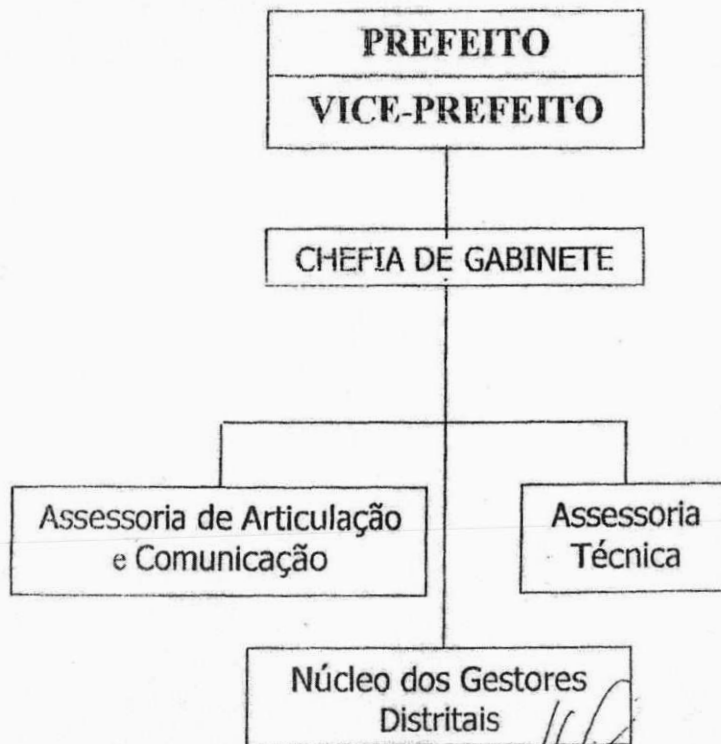 PREFEITO
VICE-PREFEITO
CHEFIA DE GABINETE
Assessoria de Articulação
e Comunicação
Assessoria
Técnica
Núcleo dos Gestores
Distritais